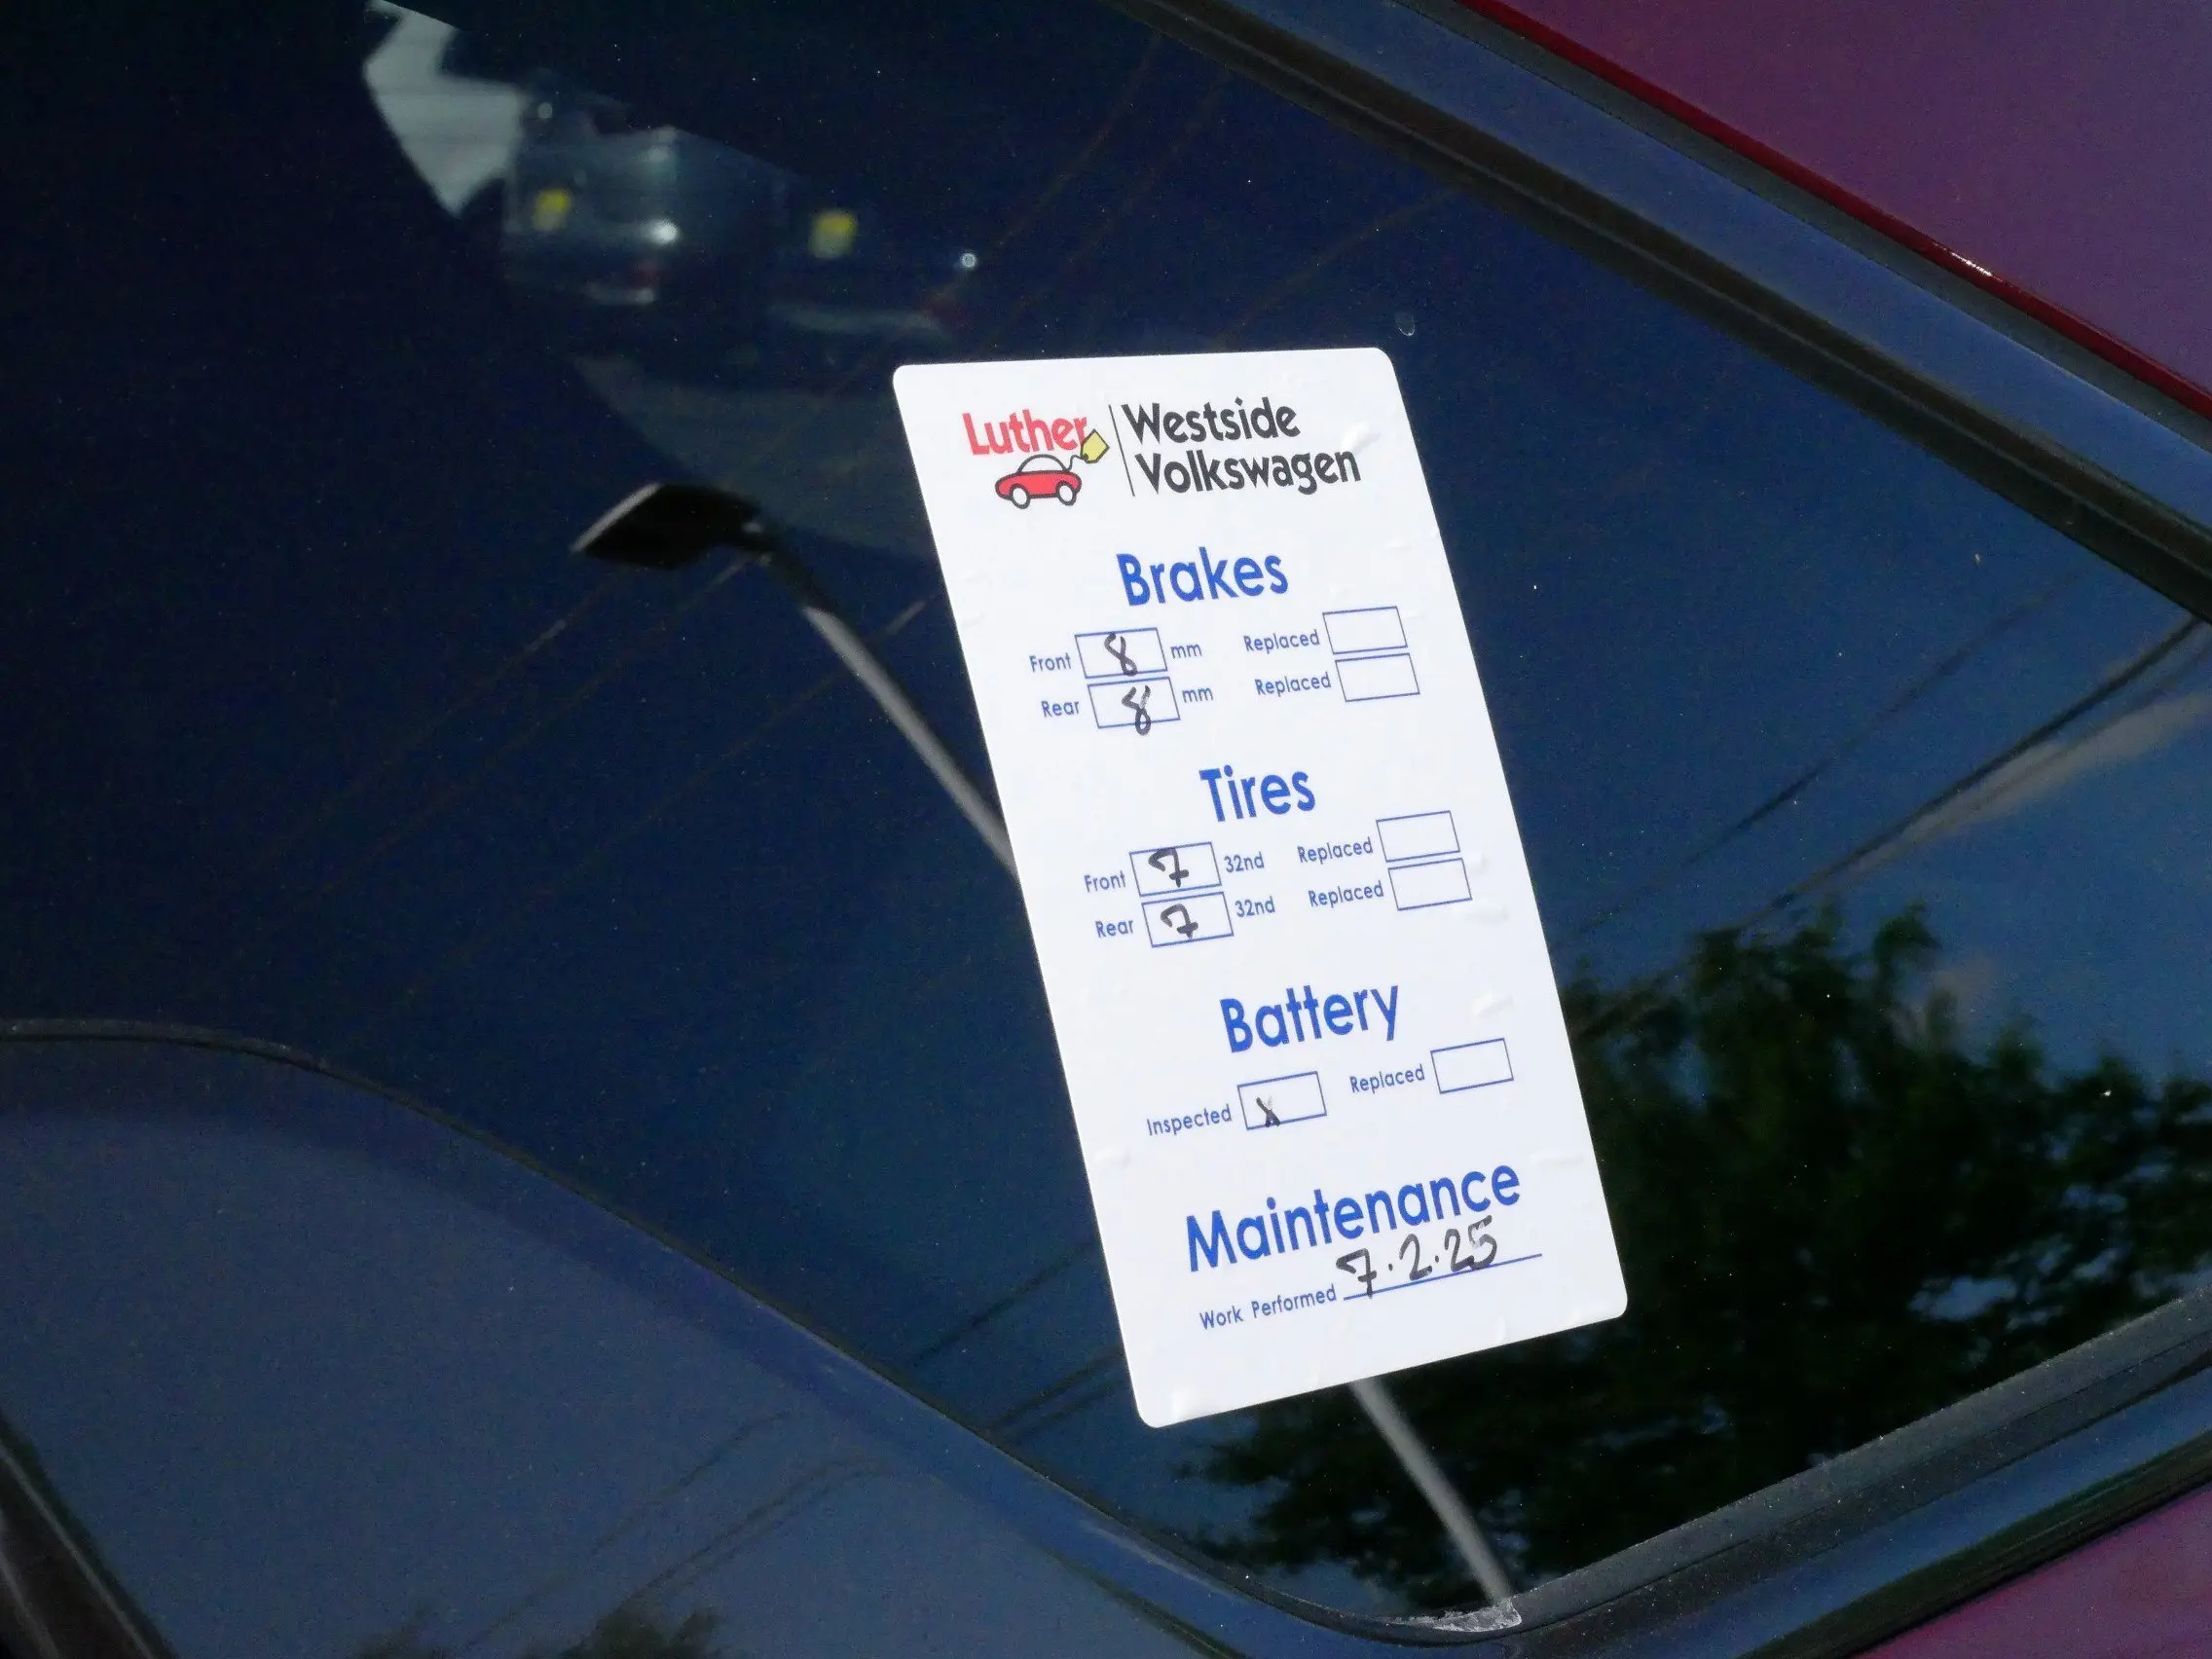 Luther
Westside
Volkswagen
Brakes
Front 8 mm Replaced
Rear 8 mm Replaced
Tires
Front 7 32nd Replaced
Rear 7 32nd Replaced
Battery
Inspected x Replaced
Maintenance
Work Performed 7.2.25